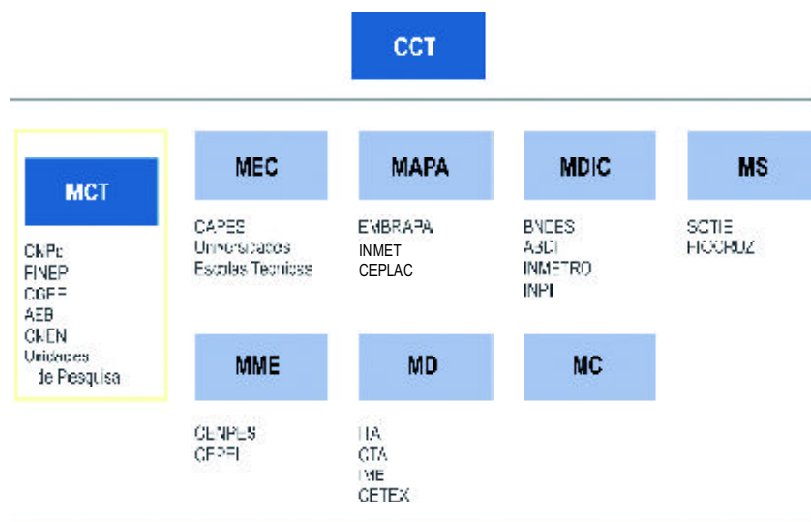 CCT
MCT
CNPq
FINEP
CGEE
AEB
CNEN
Unidades
de Pesquisa
MEC
CAPES
Universidades
Escolas Tecnicas
MAPA
EMBRAPA
INMET
CEPLAC
MDIC
BNDES
ABDI
INMETRO
INPI
MS
SCTIE
FIOCRUZ
MME
CENPES
CEPEL
MD
ITA
CTA
IME
CETEX
MC